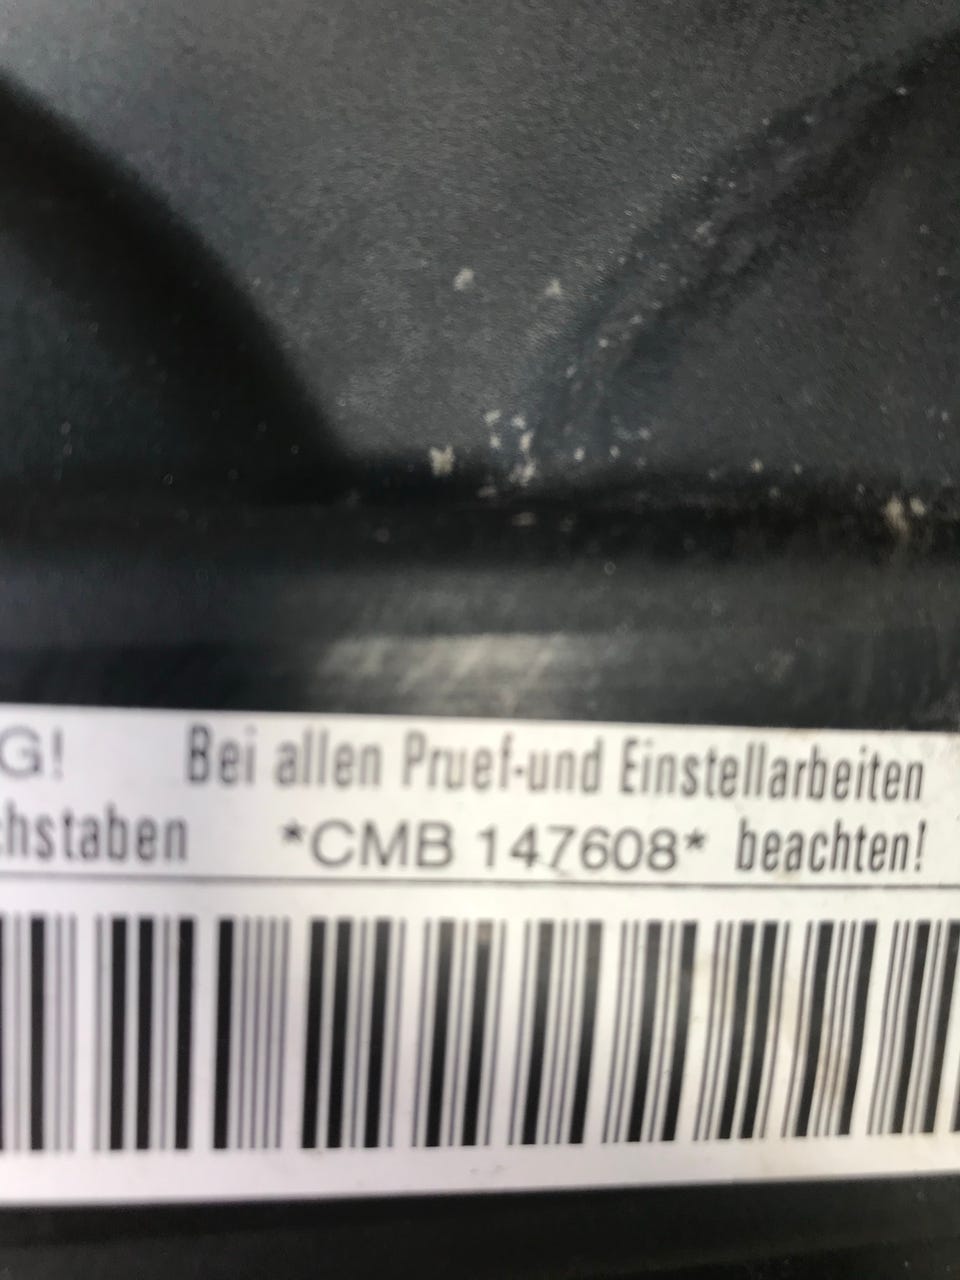 G! Bei allen Pruef-und Einstellarbeiten
chstaben *CMB 147608* beachten!